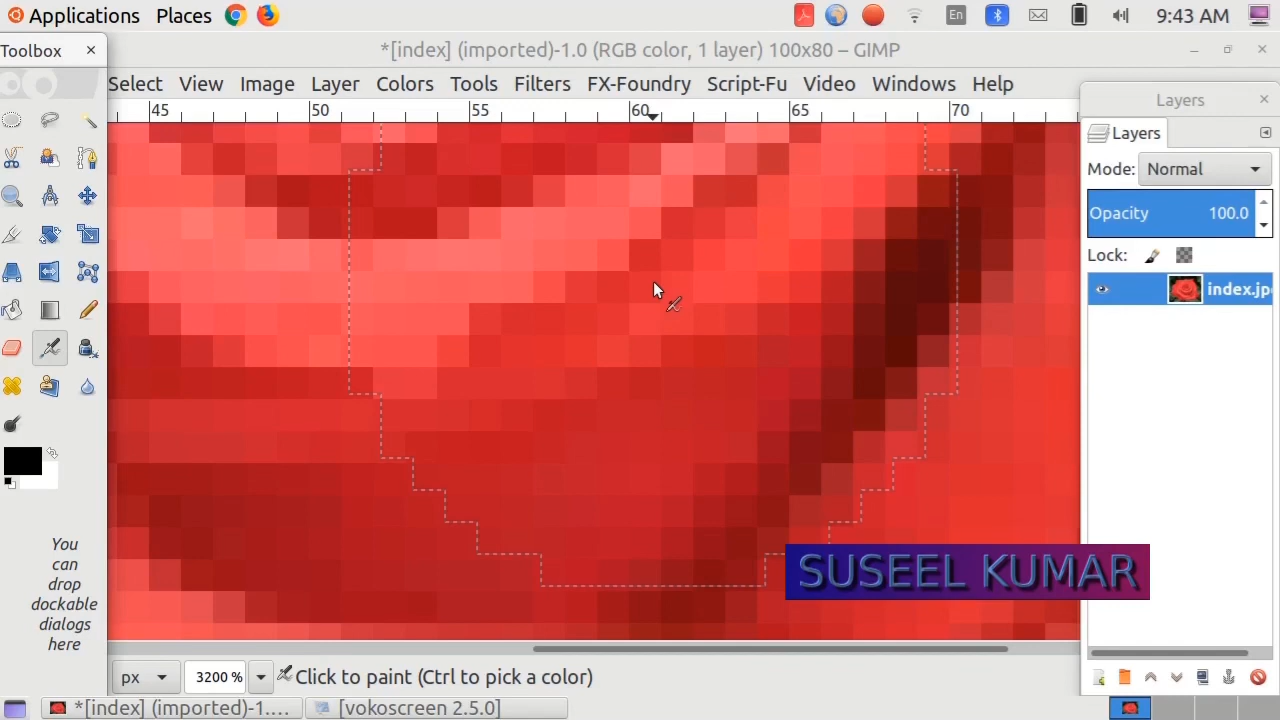 Applications Places En 9:43 AM
Toolbox
*[index] (imported)-1.0 (RGB color, 1 layer) 100x80 – GIMP
Select View Image Layer Colors Tools Filters FX-Foundry Script-Fu Video Windows Help
Layers
45 50 55 60 65 70
Layers
Mode: Normal
Opacity 100.0
Lock:
index.jp
You
can
drop
dockable
dialogs
here
SUSEEL KUMAR
px 3200 % Click to paint (Ctrl to pick a color)
*[index] (imported)-1.... [vokoscreen 2.5.0]